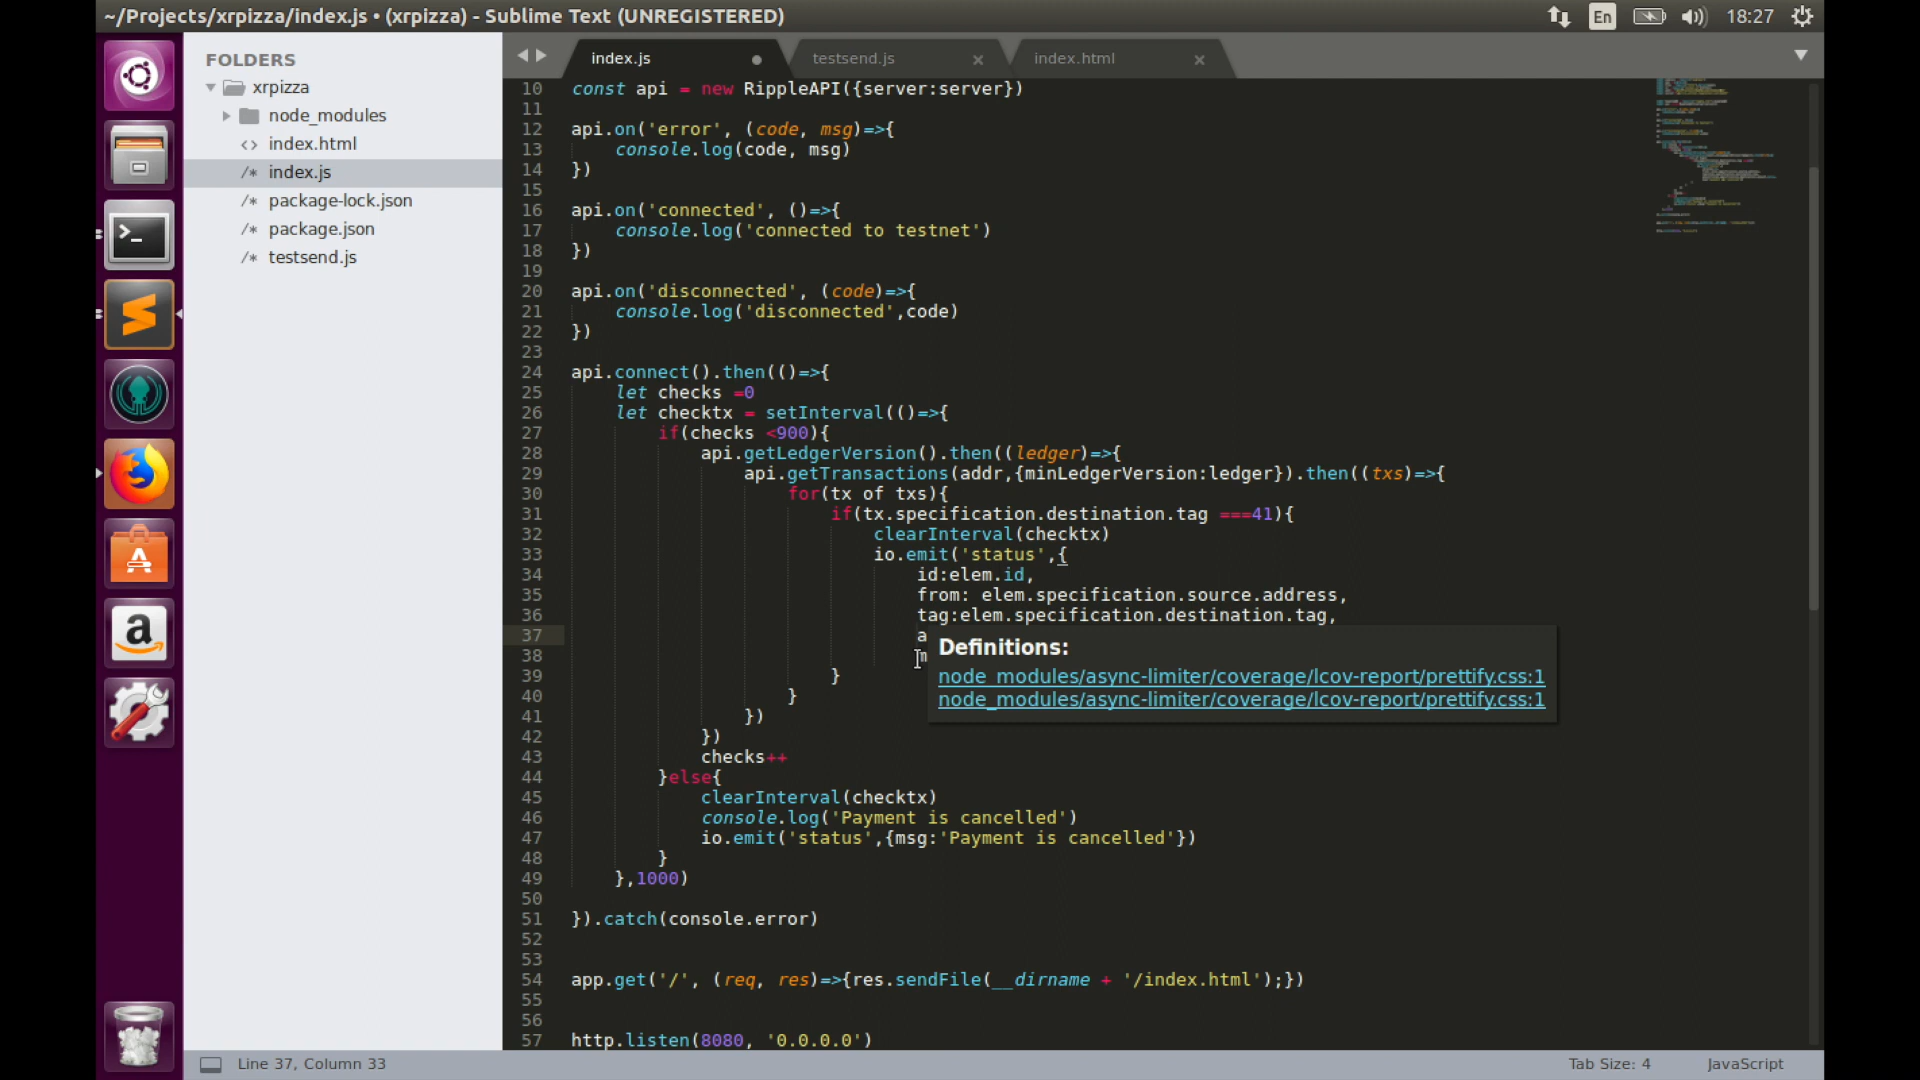 ~/Projects/xrpizza/index.js • (xrpizza) - Sublime Text (UNREGISTERED)
En
18:27
FOLDERS
xrpizza
node_modules
<> index.html
/* index.js
/* package-lock.json
/* package.json
/* testsend.js
index.js
testsend.js
index.html
10 const api = new RippleAPI({server:server})
11
12 api.on('error', (code, msg)=>{
13 console.log(code, msg)
14 })
15
16 api.on('connected', ()=>{
17 console.log('connected to testnet')
18 })
19
20 api.on('disconnected', (code)=>{
21 console.log('disconnected',code)
22 })
23
24 api.connect().then(()=>{
25 let checks =0
26 let checktx = setInterval(()=>{
27 if(checks <900){
28 api.getLedgerVersion().then((ledger)=>{
29 api.getTransactions(addr,{minLedgerVersion:ledger}).then((txs)=>{
30 for(tx of txs){
31 if(tx.specification.destination.tag ===41){
32 clearInterval(checktx)
33 io.emit('status',{
34 id:elem.id,
35 from: elem.specification.source.address,
36 tag:elem.specification.destination.tag,
37 a
38 m
39 }
40 }
41 })
42 })
43 checks++
44 }else{
45 clearInterval(checktx)
46 console.log('Payment is cancelled')
47 io.emit('status',{msg:'Payment is cancelled'})
48 }
49 },1000)
50
51 }).catch(console.error)
52
53
54 app.get('/', (req, res)=>{res.sendFile(__dirname + '/index.html');})
55
56
57 http.listen(8080, '0.0.0.0')
Definitions:
node_modules/async-limiter/coverage/lcov-report/prettify.css:1
node_modules/async-limiter/coverage/lcov-report/prettify.css:1
Line 37, Column 33
Tab Size: 4
JavaScript